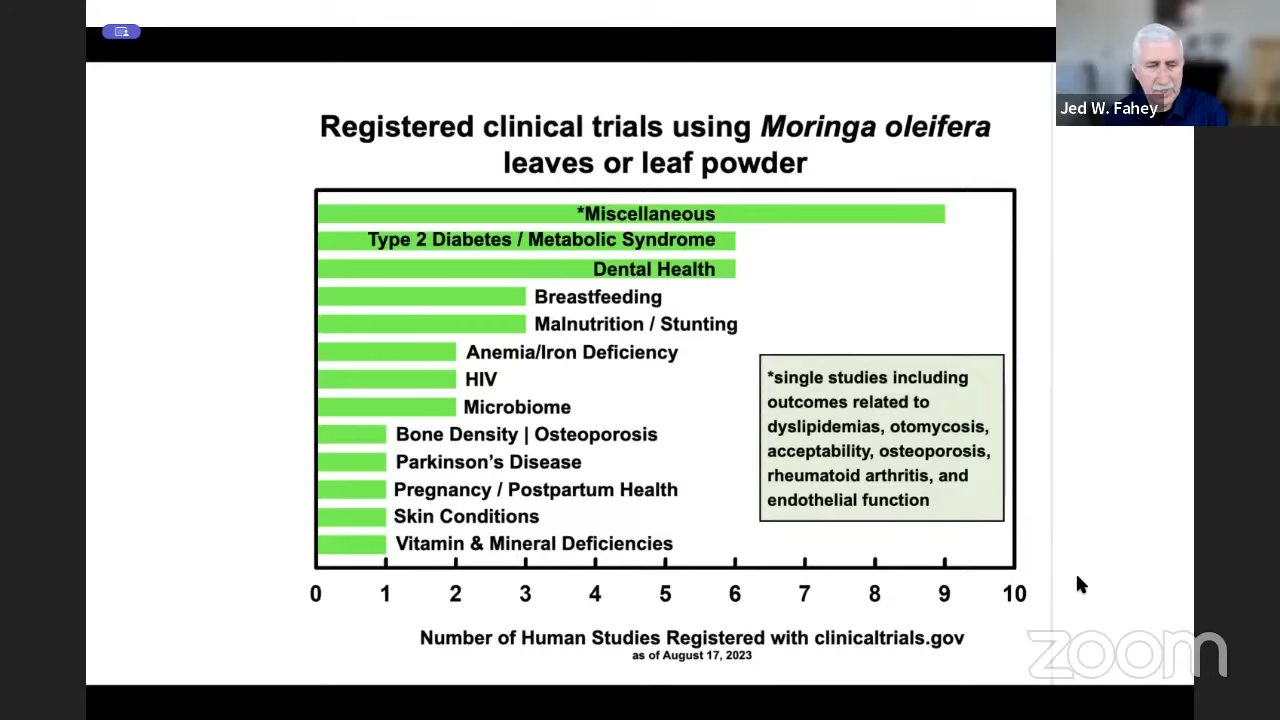 Jed W. Fahey
Registered clinical trials using Moringa oleifera
leaves or leaf powder
*Miscellaneous
Type 2 Diabetes / Metabolic Syndrome
Dental Health
Breastfeeding
Malnutrition / Stunting
Anemia/Iron Deficiency
HIV
Microbiome
Bone Density | Osteoporosis
Parkinson's Disease
Pregnancy / Postpartum Health
Skin Conditions
Vitamin & Mineral Deficiencies
*single studies including
outcomes related to
dyslipidemias, otomycosis,
acceptability, osteoporosis,
rheumatoid arthritis, and
endothelial function
0 1 2 3 4 5 6 7 8 9 10
Number of Human Studies Registered with clinicaltrials.gov
as of August 17, 2023
zoom